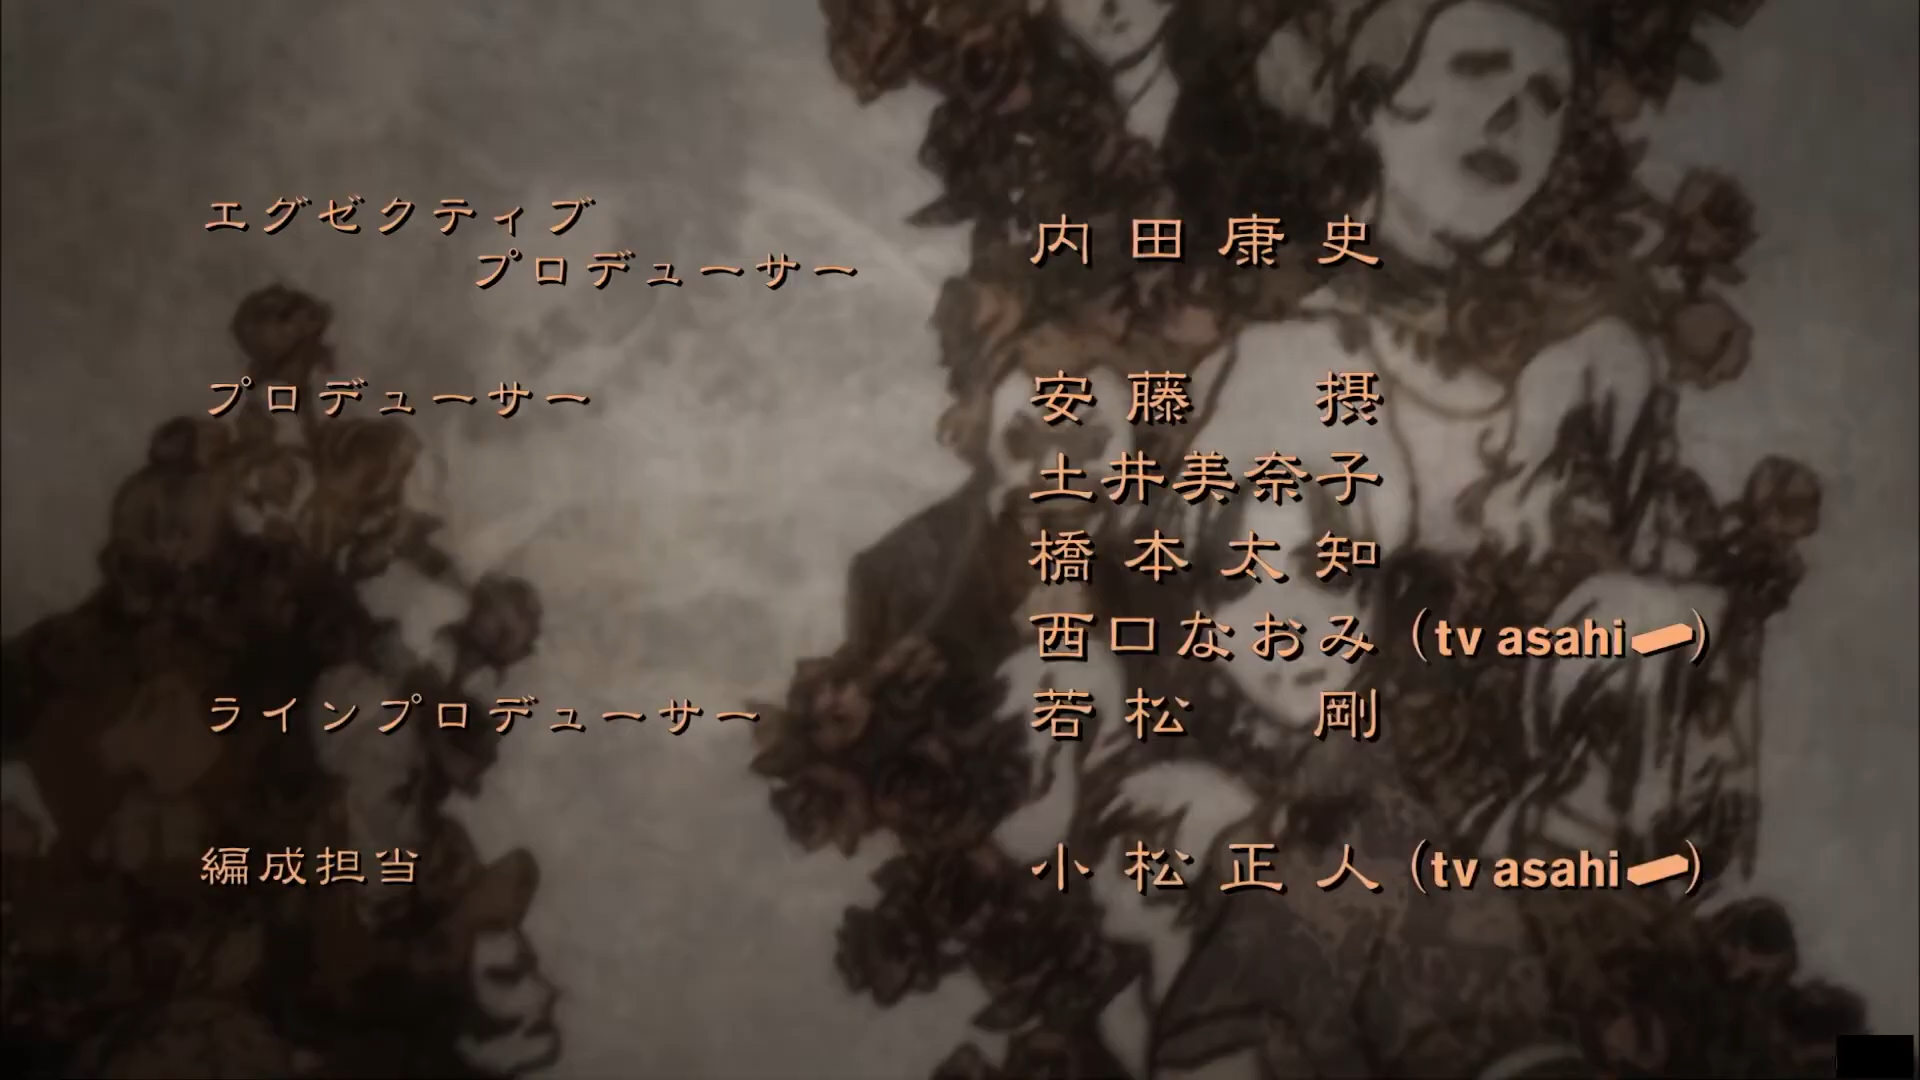 エグゼクティブ
プロデューサー 内田康史
プロデューサー 安藤 摂
土井美奈子
橋本太知
西口なおみ (tv asahi)
ラインプロデューサー 若松 剛
編成担当 小松正人 (tv asahi)